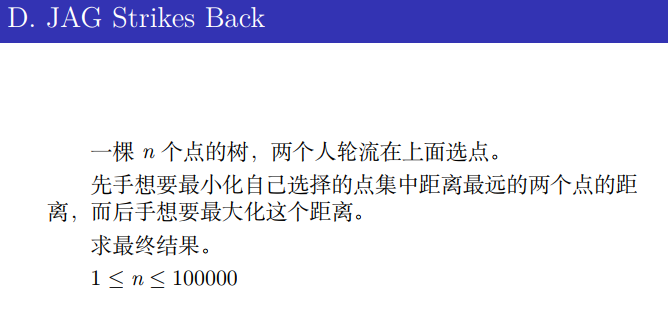 D. JAG Strikes Back
一棵 n 个点的树，两个人轮流在上面选点。
先手想要最小化自己选择的点集中距离最远的两个点的距
离，而后手想要最大化这个距离。
求最终结果。
1 ≤ n ≤ 100000